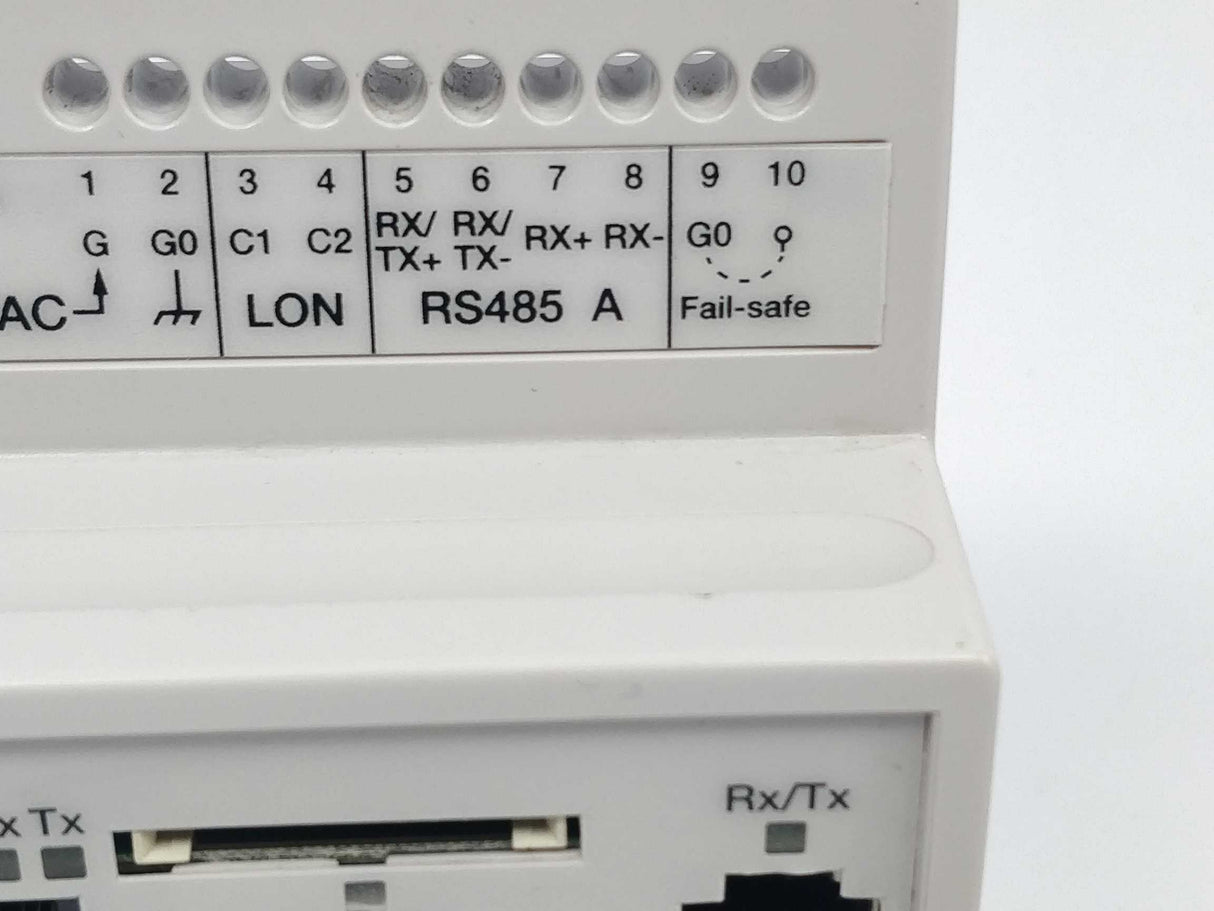 1 2 3 4 5 6 7 8 9 10
G G0 C1 C2 RX/ RX/ RX+ RX- G0
TX+ TX-
AC LON RS485 A Fail-safe
Rx/Tx
x Tx